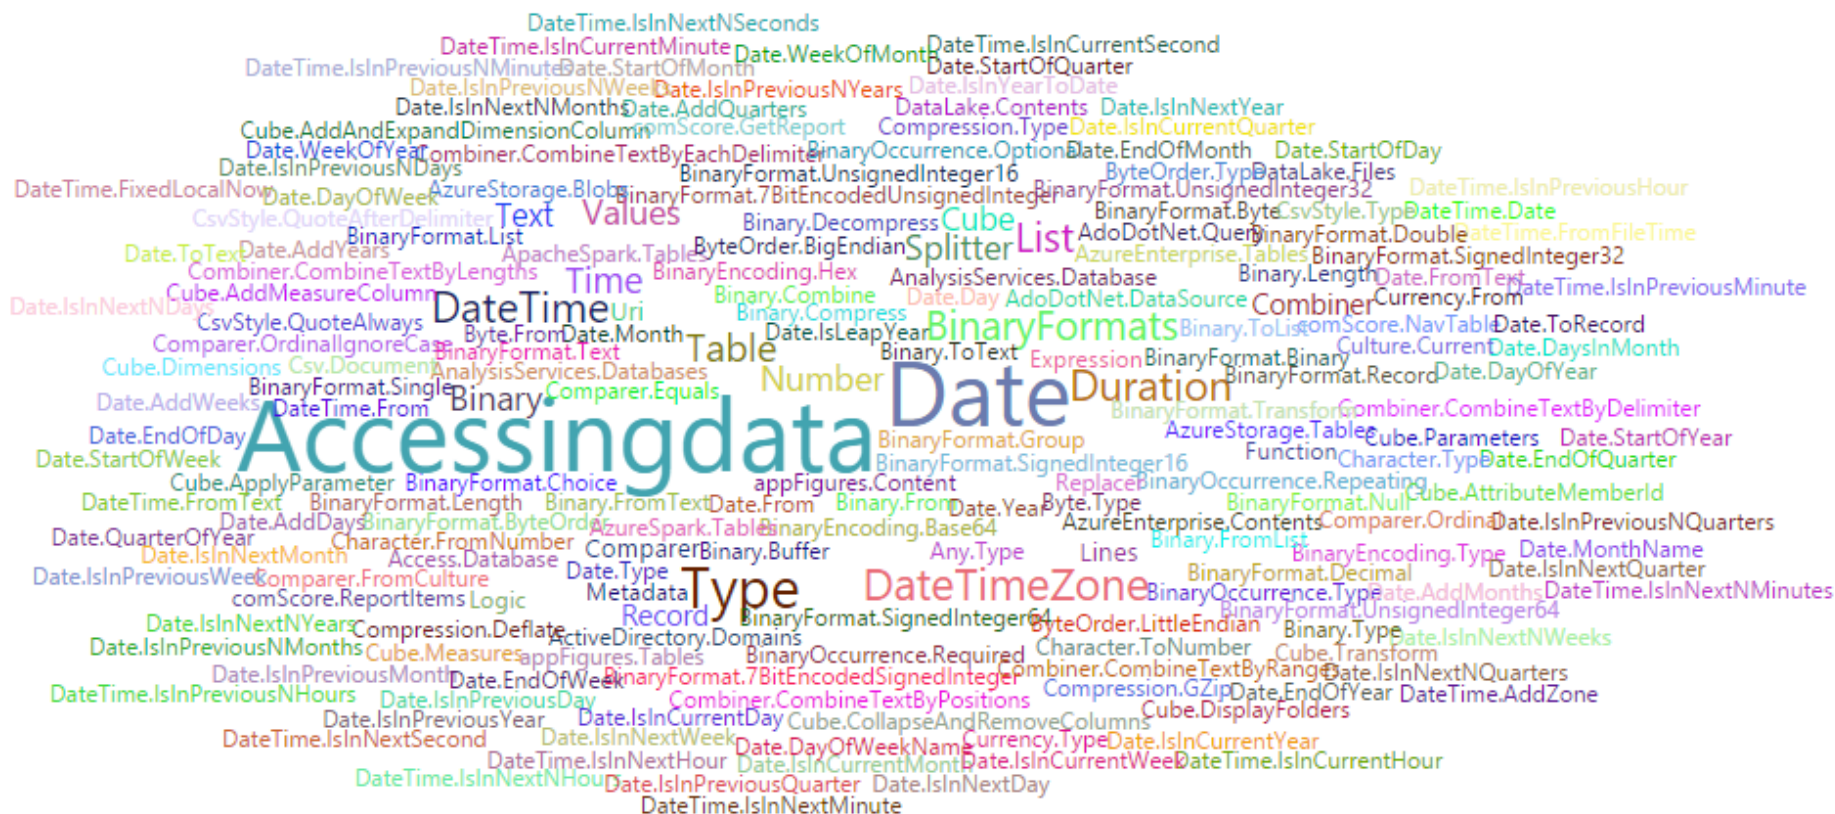 DateTime.IsInNextNSeconds
DateTime.IsInCurrentMinute
Date.WeekOfMonth
DateTime.IsInCurrentSecond
DateTime.IsInPreviousNMinutes
Date.StartOfMonth
Date.StartOfQuarter
Date.IsInPreviousNWeeks
Date.IsInPreviousNYears
Date.IsInYearToDate
Date.IsInNextNMonths
Date.AddQuarters
DataLake.Contents
Date.IsInNextYear
Cube.AddAndExpandDimensionColumn
comScore.GetReport
Compression.Type
Date.IsInCurrentQuarter
Date.WeekOfYear
Combiner.CombineTextByEachDelimiter
BinaryOccurrence.Optional
Date.EndOfMonth
Date.StartOfDay
Date.IsInPreviousNDays
BinaryFormat.UnsignedInteger16
ByteOrder.Type
DataLake.Files
DateTime.FixedLocalNow
Date.DayOfWeek
AzureStorage.Blobs
BinaryFormat.7BitEncodedUnsignedInteger
BinaryFormat.UnsignedInteger32
DateTime.IsInPreviousHour
CsvStyle.QuoteAfterDelimiter
Text
Values
Binary.Decompress
Cube
BinaryFormat.Byte
CsvStyle.Type
DateTime.Date
BinaryFormat.List
List
AdoDotNet.Query
BinaryFormat.Double
DateTime.FromFileTime
Date.ToText
Date.AddYears
ApacheSpark.Tables
ByteOrder.BigEndian
Splitter
AzureEnterprise.Tables
BinaryFormat.SignedInteger32
Combiner.CombineTextByLengths
Time
BinaryEncoding.Hex
AnalysisServices.Database
Binary.Length
Date.FromText
DateTime.IsInPreviousMinute
Date.IsInNextNDays
Cube.AddMeasureColumn
DateTime
Uri
Binary.Combine
Date.Day
AdoDotNet.DataSource
Combiner
Currency.From
CsvStyle.QuoteAlways
Binary.Compress
BinaryFormats
Binary.ToList
comScore.NavTable
Date.ToRecord
Byte.From
Date.Month
Date.IsLeapYear
Comparer.OrdinalIgnoreCase
BinaryFormat.Text
Table
Binary.ToText
Expression
BinaryFormat.Binary
Culture.Current
Date.DaysInMonth
Cube.Dimensions
Csv.Document
AnalysisServices.Databases
Number
Date
Duration
BinaryFormat.Record
Date.DayOfYear
BinaryFormat.Single
Binary
Comparer.Equals
Date.AddWeeks
DateTime.From
BinaryFormat.Transform
Combiner.CombineTextByDelimiter
Date.EndOfDay
Accessingdata
BinaryFormat.Group
AzureStorage.Tables
Cube.Parameters
Date.StartOfYear
Date.StartOfWeek
BinaryFormat.SignedInteger16
Function
Character.Type
Date.EndOfQuarter
Cube.ApplyParameter
BinaryFormat.Choice
appFigures.Content
Replacer
BinaryOccurrence.Repeating
Cube.AttributeMemberId
DateTime.FromText
BinaryFormat.Length
Binary.FromText
Date.From
Binary.From
Date.Year
Byte.Type
BinaryFormat.Null
Date.AddDays
BinaryFormat.ByteOrder
AzureSpark.Tables
BinaryEncoding.Base64
AzureEnterprise.Contents
Comparer.Ordinal
Date.IsInPreviousNQuarters
Date.QuarterOfYear
Character.FromNumber
Comparer
Binary.Buffer
Any.Type
Lines
Binary.FromList
BinaryEncoding.Type
Date.MonthName
Date.IsInNextMonth
Access.Database
Date.IsInPreviousWeek
Comparer.FromCulture
Date.Type
Type
DateTimeZone
BinaryFormat.Decimal
Date.IsInNextQuarter
comScore.ReportItems
Logic
Metadata
BinaryOccurrence.Type
Date.AddMonths
DateTime.IsInNextNMinutes
Date.IsInNextNYears
Compression.Deflate
Record
BinaryFormat.SignedInteger64
ByteOrder.LittleEndian
BinaryFormat.UnsignedInteger64
Binary.Type
Date.IsInNextNWeeks
Date.IsInPreviousNMonths
Cube.Measures
ActiveDirectory.Domains
appFigures.Tables
BinaryOccurrence.Required
Character.ToNumber
Cube.Transform
Date.IsInPreviousMonth
Date.EndOfWeek
BinaryFormat.7BitEncodedSignedInteger
Combiner.CombineTextByRanges
Date.IsInNextNQuarters
DateTime.IsInPreviousNHours
Date.IsInPreviousDay
Combiner.CombineTextByPositions
Compression.GZip
Date.EndOfYear
DateTime.AddZone
Date.IsInPreviousYear
Date.IsInCurrentDay
Cube.CollapseAndRemoveColumns
Cube.DisplayFolders
DateTime.IsInNextSecond
Date.IsInNextWeek
Date.DayOfWeekName
Currency.Type
Date.IsInCurrentYear
DateTime.IsInNextHour
Date.IsInCurrentMonth
Date.IsInCurrentWeek
DateTime.IsInCurrentHour
DateTime.IsInNextNHours
Date.IsInPreviousQuarter
Date.IsInNextDay
DateTime.IsInNextMinute